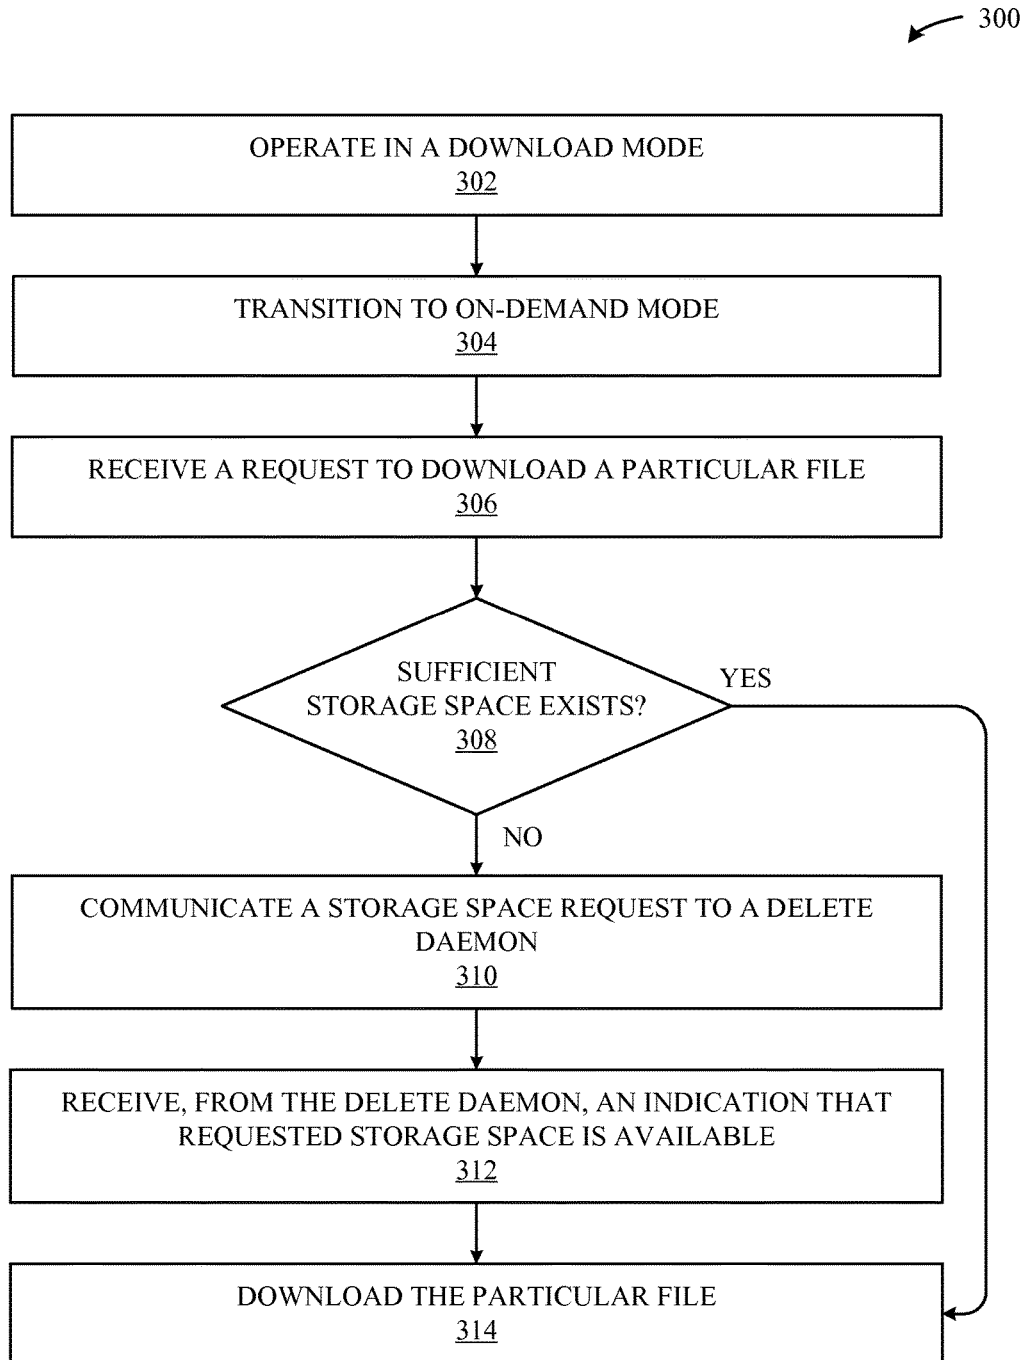 300
OPERATE IN A DOWNLOAD MODE
302
TRANSITION TO ON-DEMAND MODE
304
RECEIVE A REQUEST TO DOWNLOAD A PARTICULAR FILE
306
SUFFICIENT
STORAGE SPACE EXISTS?
308
YES
NO
COMMUNICATE A STORAGE SPACE REQUEST TO A DELETE
DAEMON
310
RECEIVE, FROM THE DELETE DAEMON, AN INDICATION THAT
REQUESTED STORAGE SPACE IS AVAILABLE
312
DOWNLOAD THE PARTICULAR FILE
314